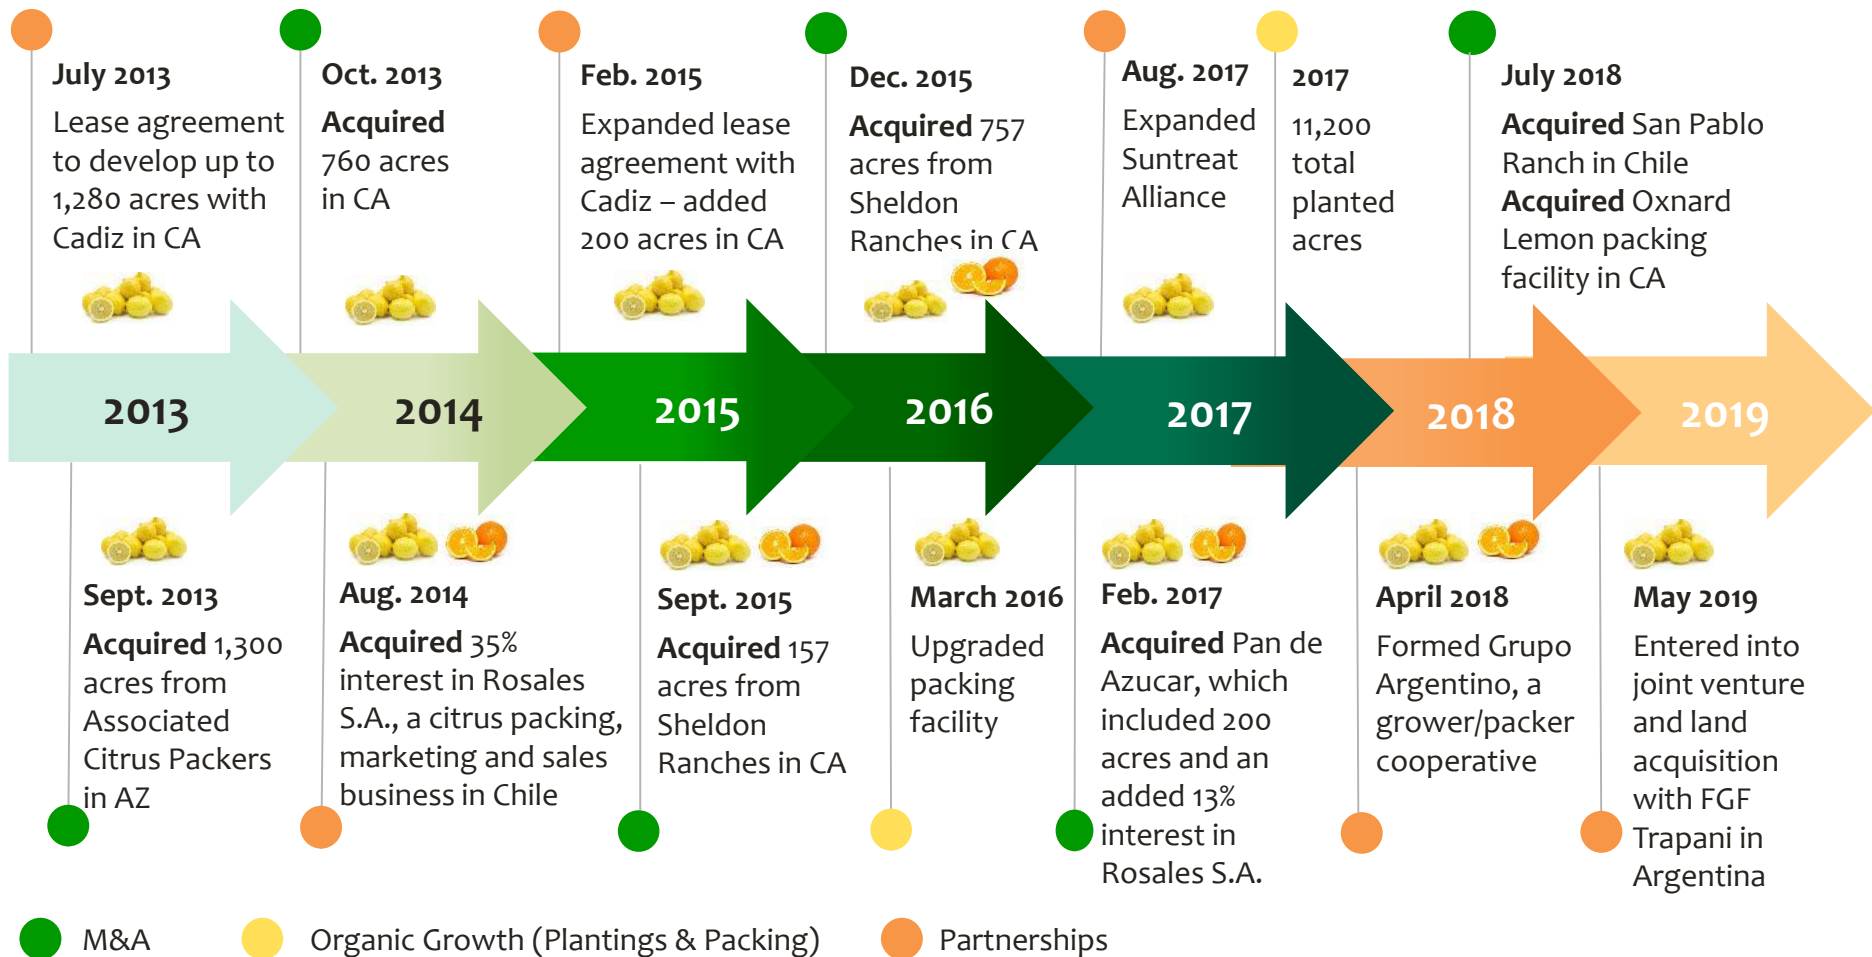 July 2013
Lease agreement
to develop up to
1,280 acres with
Cadiz in CA
Oct. 2013
Acquired
760 acres
in CA
Feb. 2015
Expanded lease
agreement with
Cadiz – added
200 acres in CA
Dec. 2015
Acquired 757
acres from
Sheldon
Ranches in CA
Aug. 2017
Expanded
Suntreat
Alliance
2017
11,200
total
planted
acres
July 2018
Acquired San Pablo
Ranch in Chile
Acquired Oxnard
Lemon packing
facility in CA
2013
2014
2015
2016
2017
2018
2019
Sept. 2013
Acquired 1,300
acres from
Associated
Citrus Packers
in AZ
Aug. 2014
Acquired 35%
interest in Rosales
S.A., a citrus packing,
marketing and sales
business in Chile
Sept. 2015
Acquired 157
acres from
Sheldon
Ranches in CA
March 2016
Upgraded
packing
facility
Feb. 2017
Acquired Pan de
Azucar, which
included 200
acres and an
added 13%
interest in
Rosales S.A.
April 2018
Formed Grupo
Argentino, a
grower/packer
cooperative
May 2019
Entered into
joint venture
and land
acquisition
with FGF
Trapani in
Argentina
M&A
Organic Growth (Plantings & Packing)
Partnerships